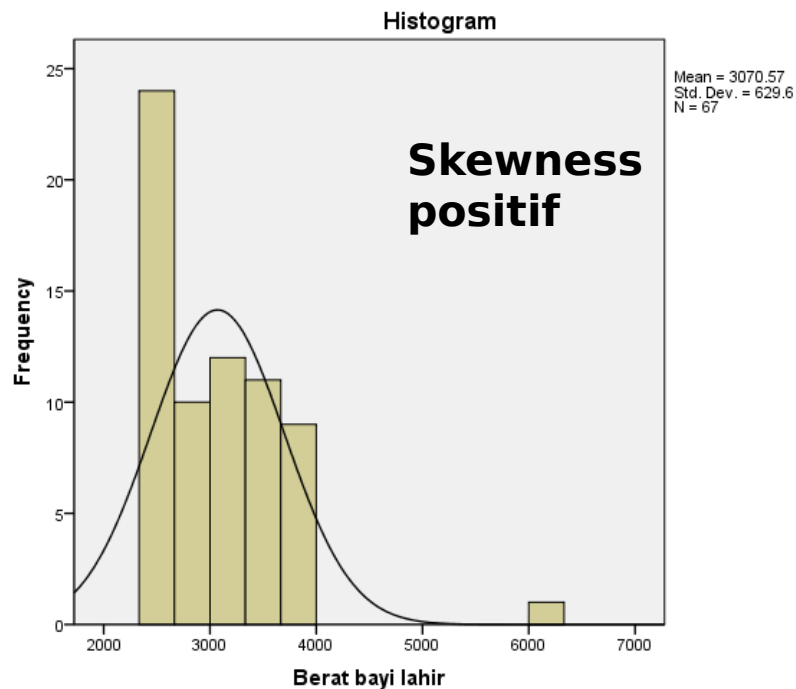 Histogram
Mean = 3070.57
Std. Dev. = 629.6
N = 67
Skewness
positif
Frequency
25
20
15
10
5
0
2000 3000 4000 5000 6000 7000
Berat bayi lahir